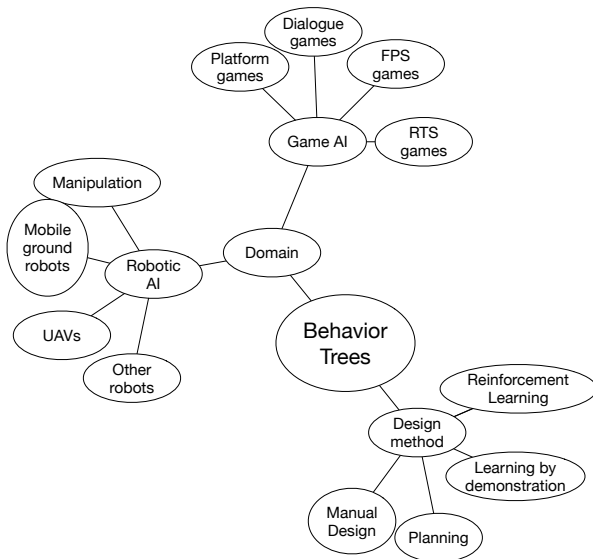 Dialogue
games
Platform
games
FPS
games
Game AI
RTS
games
Manipulation
Mobile
ground
robots
Robotic
AI
Domain
UAVs
Other
robots
Behavior
Trees
Reinforcement
Learning
Design
method
Learning by
demonstration
Manual
Design
Planning